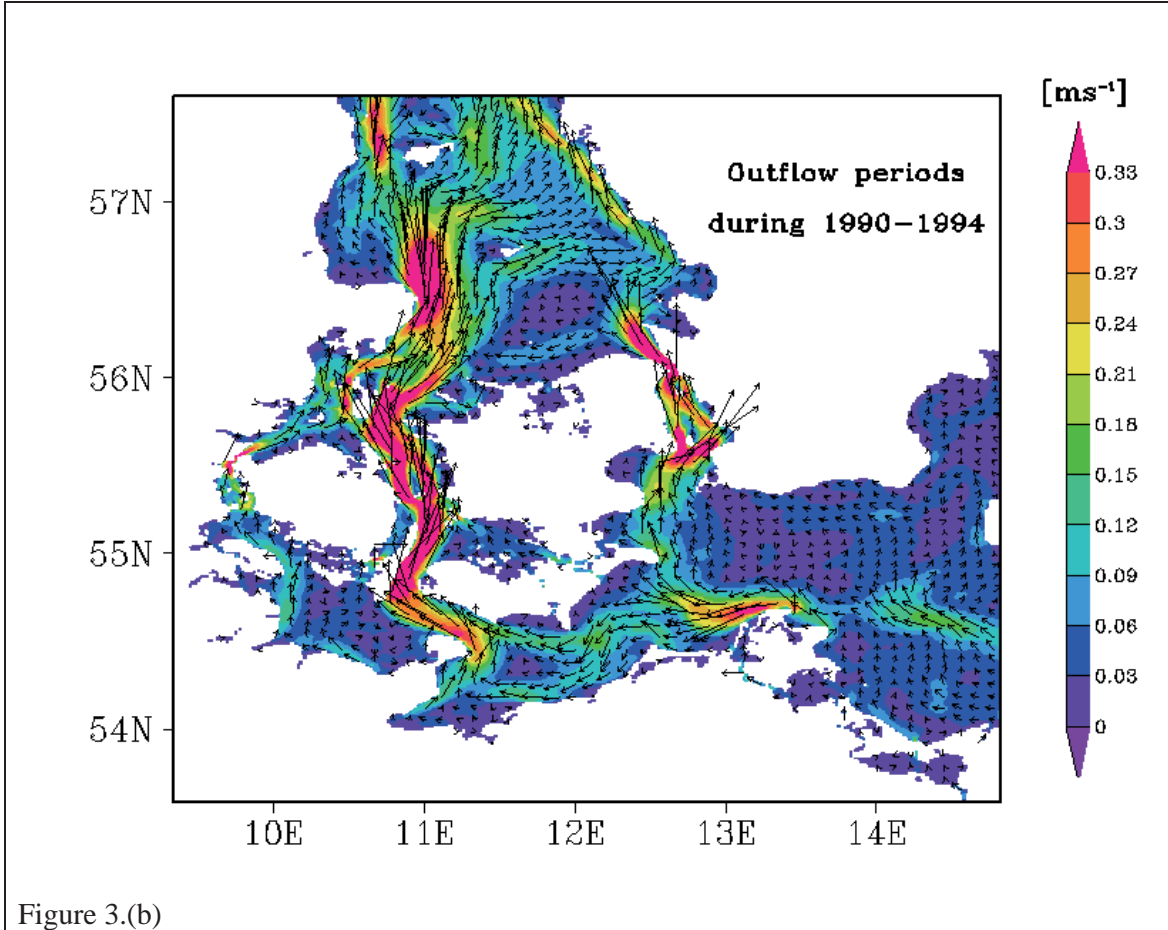 [ms⁻¹]
Outflow periods
during 1990−1994
57N
56N
55N
54N
10E
11E
12E
13E
14E
0.33
0.3
0.27
0.24
0.21
0.18
0.15
0.12
0.09
0.06
0.03
0
Figure 3.(b)